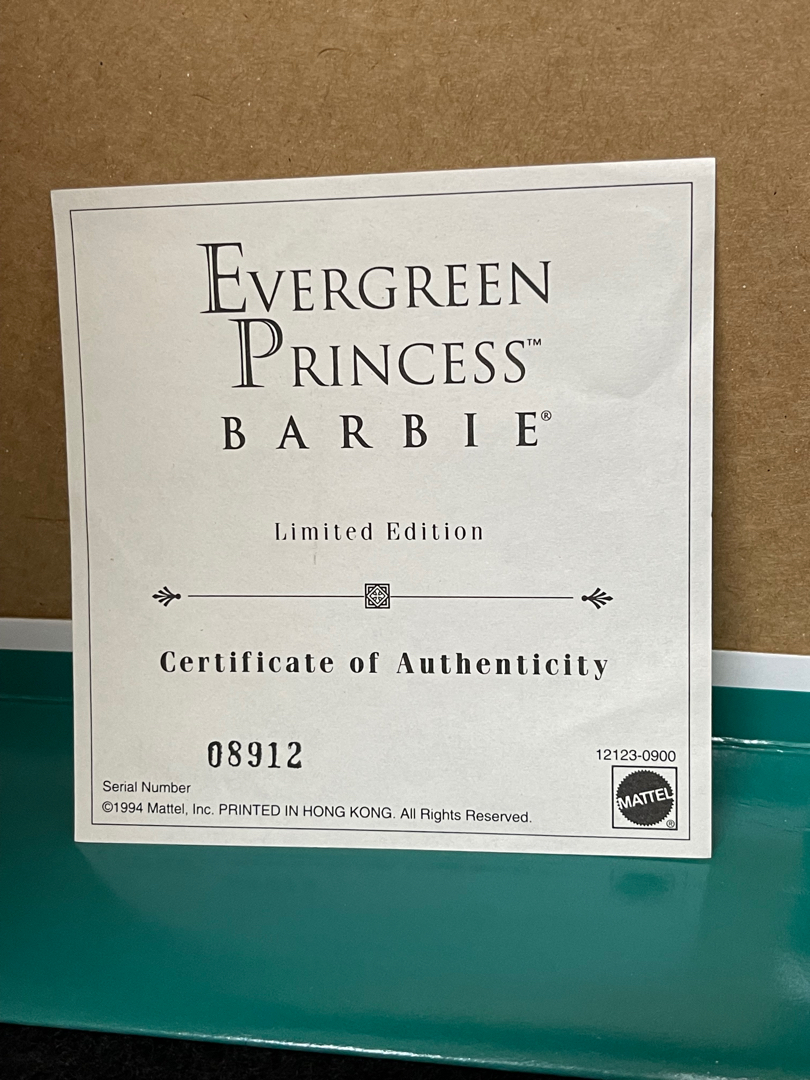 EVERGREEN
PRINCESS™
BARBIE®
Limited Edition
Certificate of Authenticity
08912
12123-0900
Serial Number
©1994 Mattel, Inc. PRINTED IN HONG KONG. All Rights Reserved.
MATTEL®